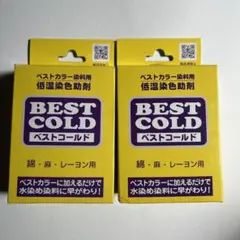 ベストカラー染料用
低温染色助剤
BEST
COLD
ベストコールド
綿・麻・レーヨン用
ベストカラーに加えるだけで
水染め染料に早がわり!
ベストカラー染料用
低温染色助剤
BEST
COLD
ベストコールド
綿・麻・レーヨン用
ベストカラーに加えるだけで
水染め染料に早がわり!